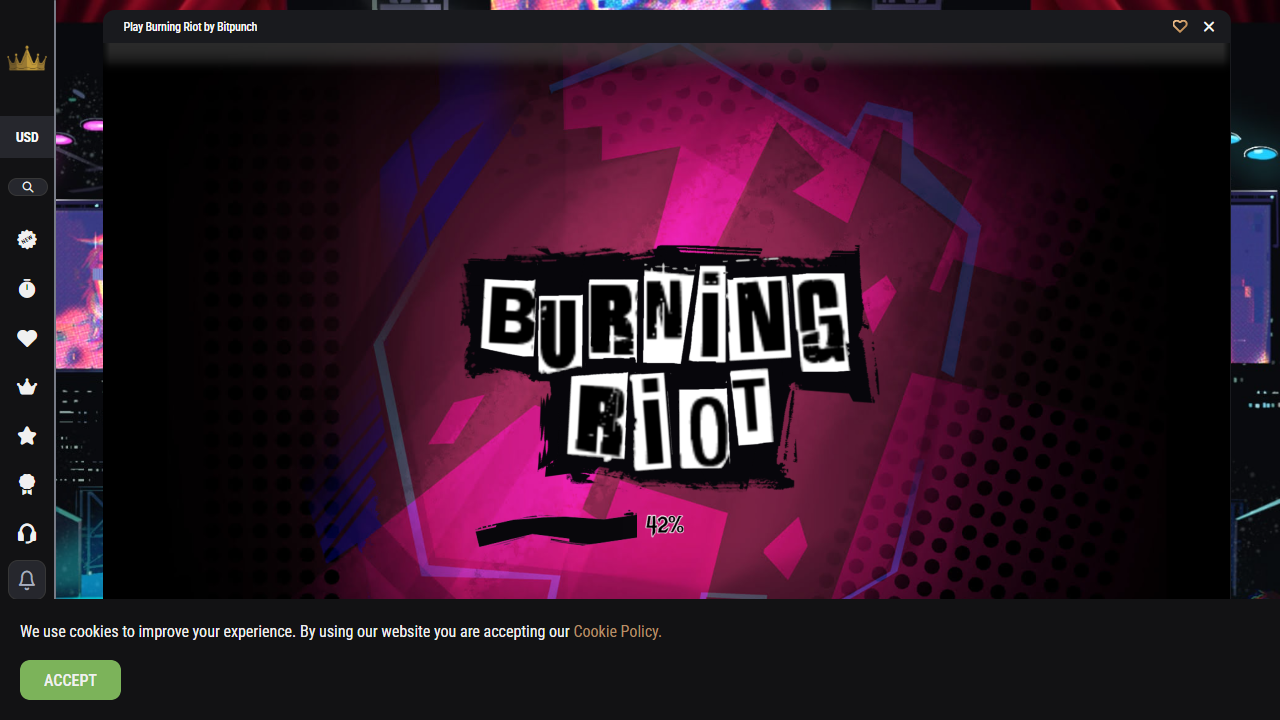 Play Burning Riot by Bitpunch
USD
NEW
BURNiNG
RiOT
42%
We use cookies to improve your experience. By using our website you are accepting our Cookie Policy.
ACCEPT